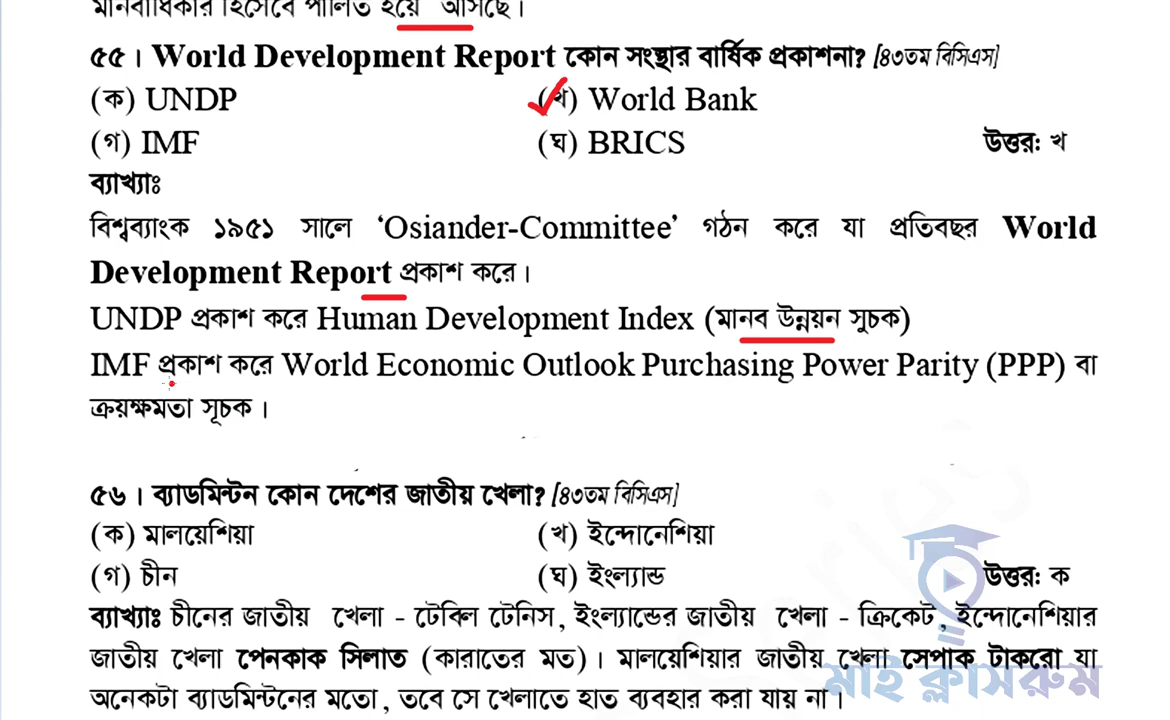 মানবাধিকার হিসেবে পালিত হয়ে আসছে।
৫৫। World Development Report কোন সংস্থার বার্ষিক প্রকাশনা? [৪৩তম বিসিএস]
(ক) UNDP (খ) World Bank
(গ) IMF (ঘ) BRICS উত্তর: খ
ব্যাখ্যাঃ
বিশ্বব্যাংক ১৯৫১ সালে ‘Osiander-Committee’ গঠন করে যা প্রতিবছর World
Development Report প্রকাশ করে।
UNDP প্রকাশ করে Human Development Index (মানব উন্নয়ন সুচক)
IMF প্রকাশ করে World Economic Outlook Purchasing Power Parity (PPP) বা
ক্রয়ক্ষমতা সূচক।
৫৬। ব্যাডমিন্টন কোন দেশের জাতীয় খেলা? [৪৩তম বিসিএস]
(ক) মালয়েশিয়া (খ) ইন্দোনেশিয়া
(গ) চীন (ঘ) ইংল্যান্ড উত্তর: ক
ব্যাখ্যাঃ চীনের জাতীয় খেলা - টেবিল টেনিস, ইংল্যান্ডের জাতীয় খেলা - ক্রিকেট, ইন্দোনেশিয়ার
জাতীয় খেলা পেনকাক সিলাত (কারাতের মত)। মালয়েশিয়ার জাতীয় খেলা সেপাক টাকরো যা
অনেকটা ব্যাডমিন্টনের মতো, তবে সে খেলাতে হাত ব্যবহার করা যায় না।
মাই ক্লাসরুম